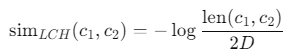 sim_{LCH}(c_1, c_2) = − log \frac{len(c_1, c_2)}{2D}